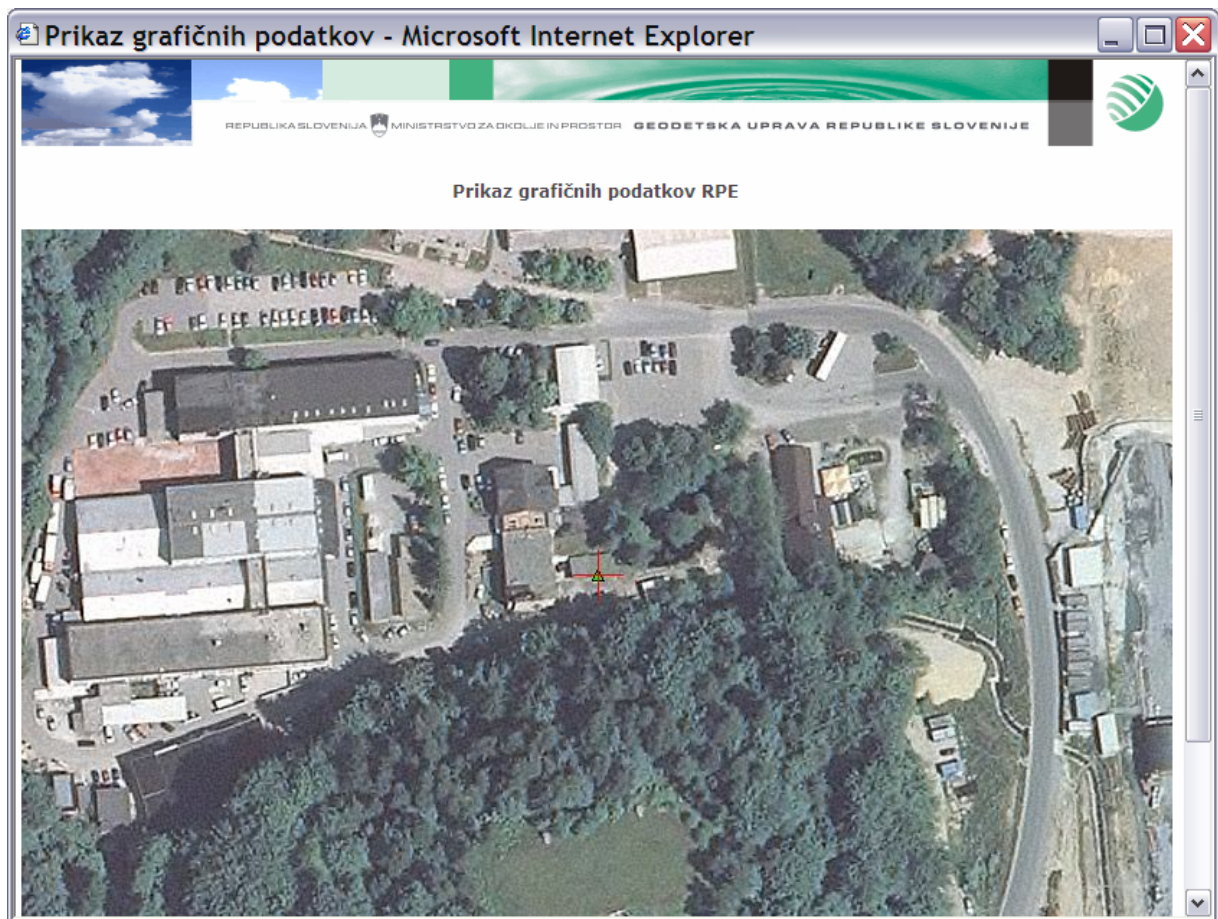 Prikaz grafičnih podatkov - Microsoft Internet Explorer
REPUBLIKA SLOVENIJA MINISTRSTVO ZA OKOLJE IN PROSTOR GEODETSKA UPRAVA REPUBLIKE SLOVENIJE
Prikaz grafičnih podatkov RPE